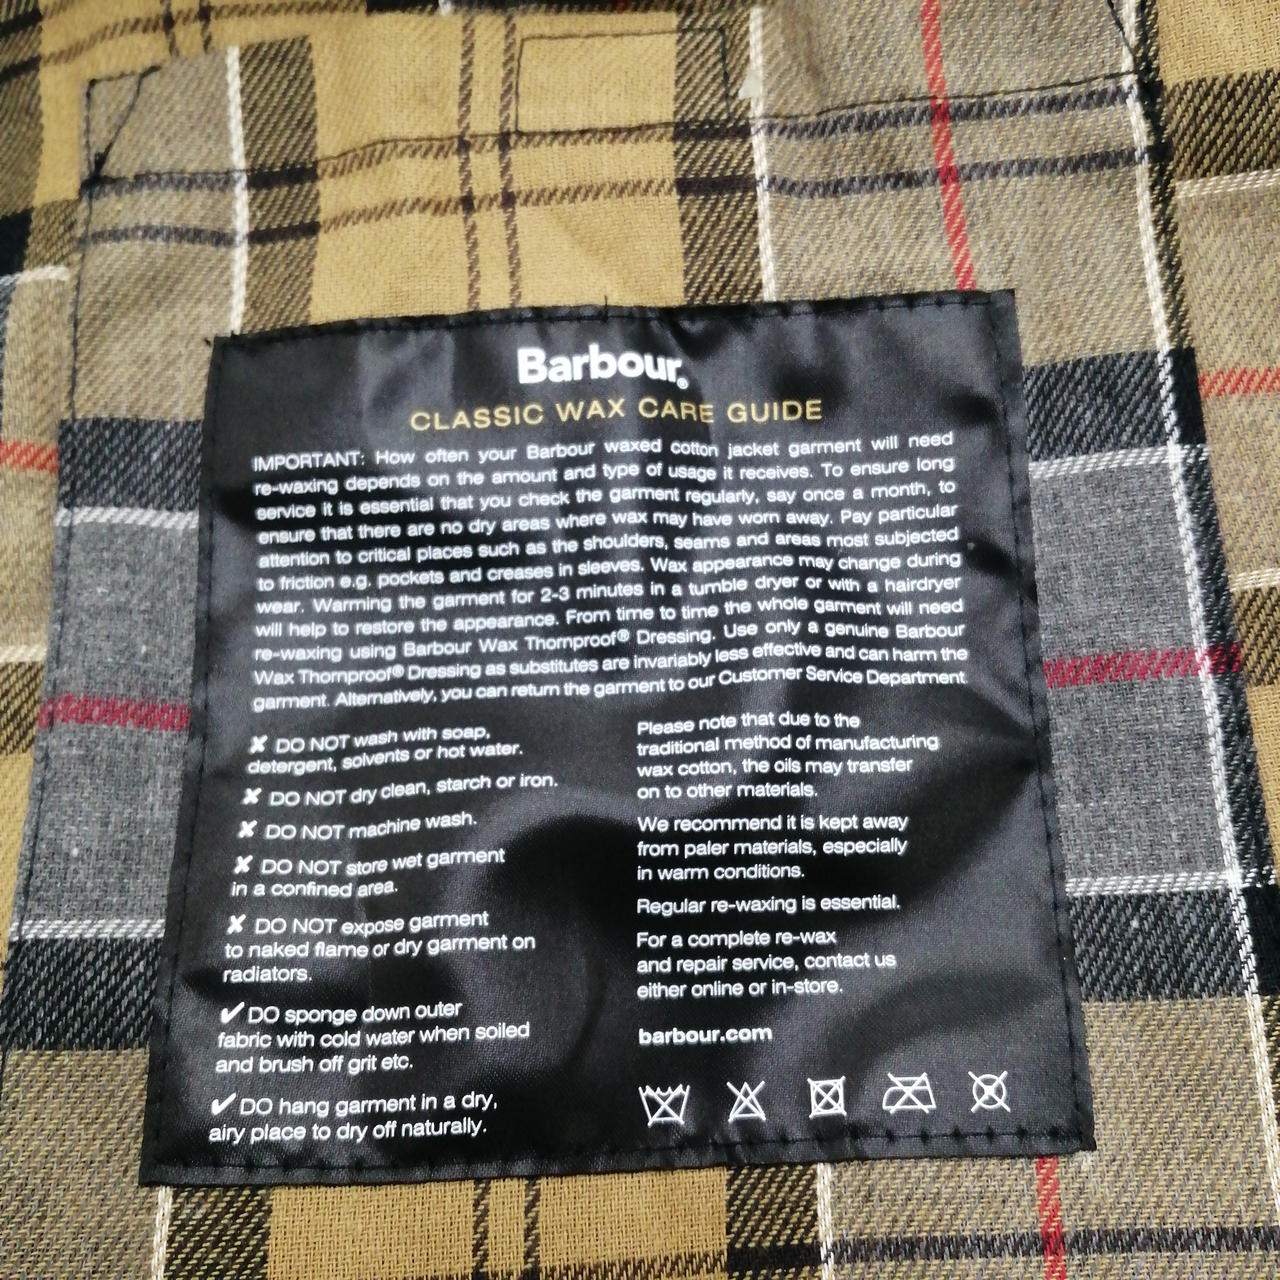 Barbour®
CLASSIC WAX CARE GUIDE
IMPORTANT: How often your Barbour waxed cotton jacket garment will need
re-waxing depends on the amount and type of usage it receives. To ensure long
service it is essential that you check the garment regularly, say once a month, to
ensure that there are no dry areas where wax may have worn away. Pay particular
attention to critical places such as the shoulders, seams and areas most subjected
to friction e.g. pockets and creases in sleeves. Wax appearance may change during
wear. Warming the garment for 2-3 minutes in a tumble dryer or with a hairdryer
will help to restore the appearance. From time to time the whole garment will need
re-waxing using Barbour Wax Thornproof® Dressing. Use only a genuine Barbour
Wax Thornproof® Dressing as substitutes are invariably less effective and can harm the
garment. Alternatively, you can return the garment to our Customer Service Department
✘ DO NOT wash with soap,
detergent, solvents or hot water.
✘ DO NOT dry clean, starch or iron.
✘ DO NOT machine wash.
✘ DO NOT store wet garment
in a confined area.
✘ DO NOT expose garment
to naked flame or dry garment on
radiators.
✔ DO sponge down outer
fabric with cold water when soiled
and brush off grit etc.
✔ DO hang garment in a dry,
airy place to dry off naturally.
Please note that due to the
traditional method of manufacturing
wax cotton, the oils may transfer
on to other materials.
We recommend it is kept away
from paler materials, especially
in warm conditions.
Regular re-waxing is essential.
For a complete re-wax
and repair service, contact us
either online or in-store.
barbour.com